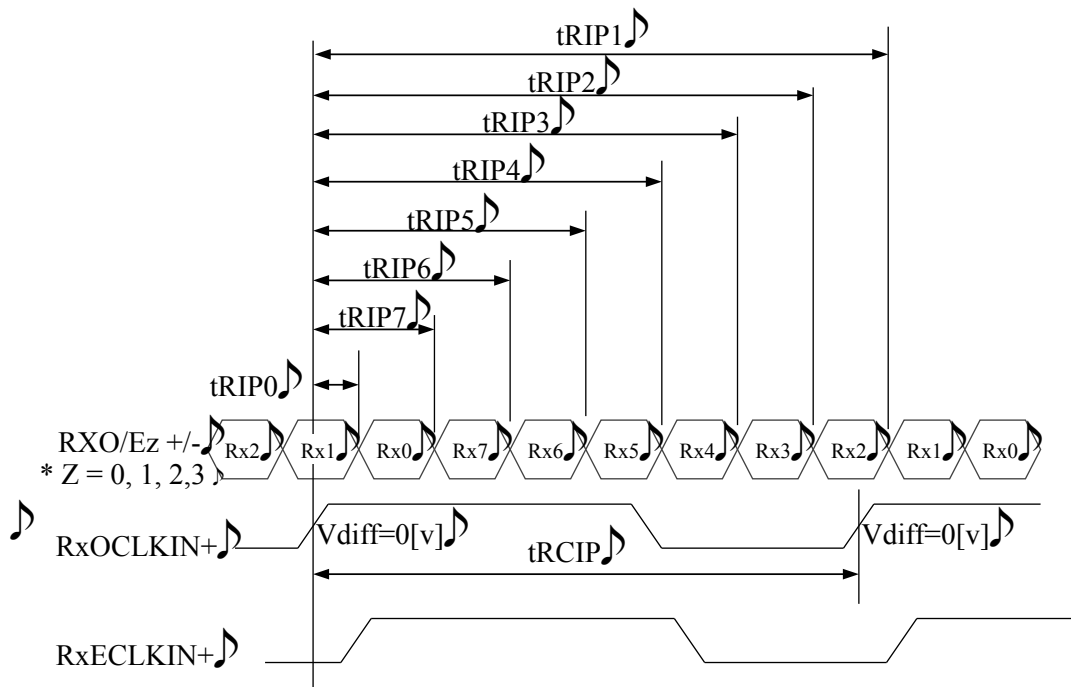 tRIP1♪
tRIP2♪
tRIP3♪
tRIP4♪
tRIP5♪
tRIP6♪
tRIP7♪
tRIP0♪
RXO/Ez +/-♪
Rx2♪ Rx1♪ Rx0♪ Rx7♪ Rx6♪ Rx5♪ Rx4♪ Rx3♪ Rx2♪ Rx1♪ Rx0♪
* Z = 0, 1, 2,3 ♪
♪
RxOCLKIN+♪ Vdiff=0[v]♪ Vdiff=0[v]♪
tRCIP♪
RxECLKIN+♪